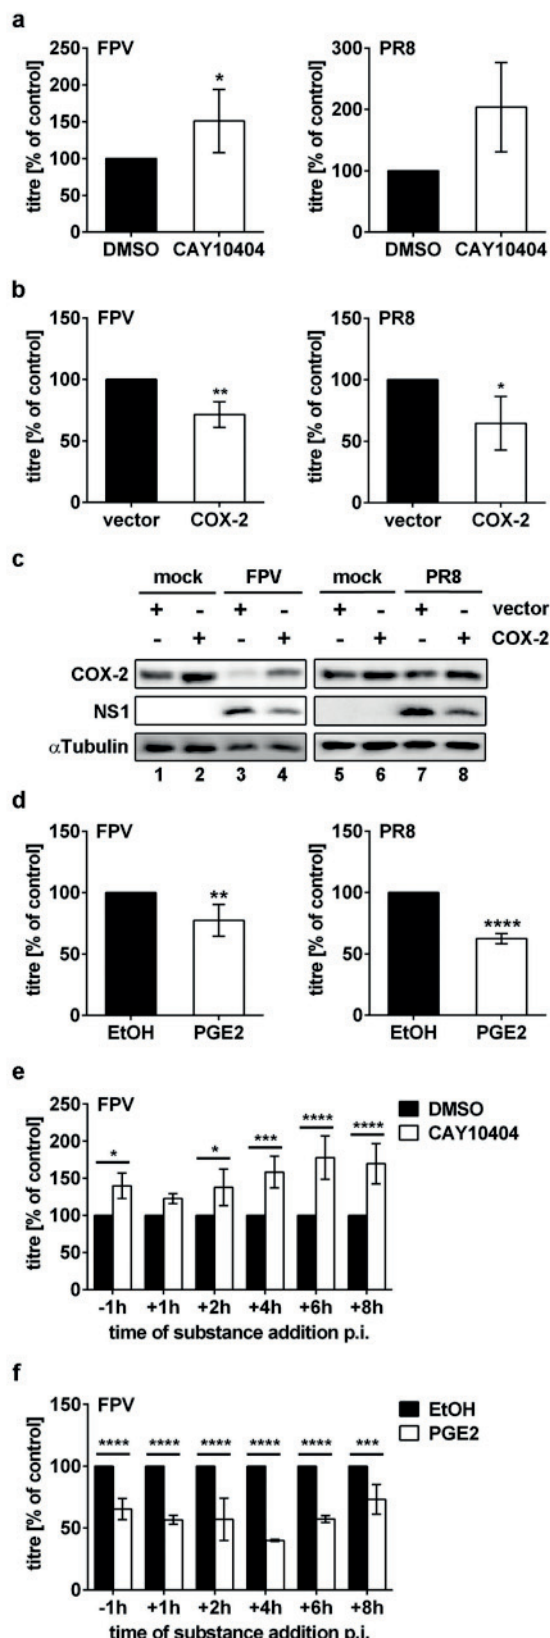 a
FPV
PR8
titre [% of control]
250
200
150
100
50
0
*
DMSO CAY10404
titre [% of control]
300
200
100
0
DMSO CAY10404
b
FPV
PR8
titre [% of control]
150
100
50
0
**
vector COX-2
titre [% of control]
150
100
50
0
*
vector COX-2
c
mock FPV mock PR8
+ - + - + - + - vector
- + - + - + - + COX-2
COX-2
NS1
αTubulin
1 2 3 4 5 6 7 8
d
FPV
PR8
titre [% of control]
150
100
50
0
**
EtOH PGE2
titre [% of control]
150
100
50
0
****
EtOH PGE2
e
FPV
DMSO
CAY10404
titre [% of control]
250
200
150
100
50
0
* * *** **** ****
-1h +1h +2h +4h +6h +8h
time of substance addition p.i.
f
FPV
EtOH
PGE2
titre [% of control]
150
100
50
0
**** **** **** **** **** ***
-1h +1h +2h +4h +6h +8h
time of substance addition p.i.